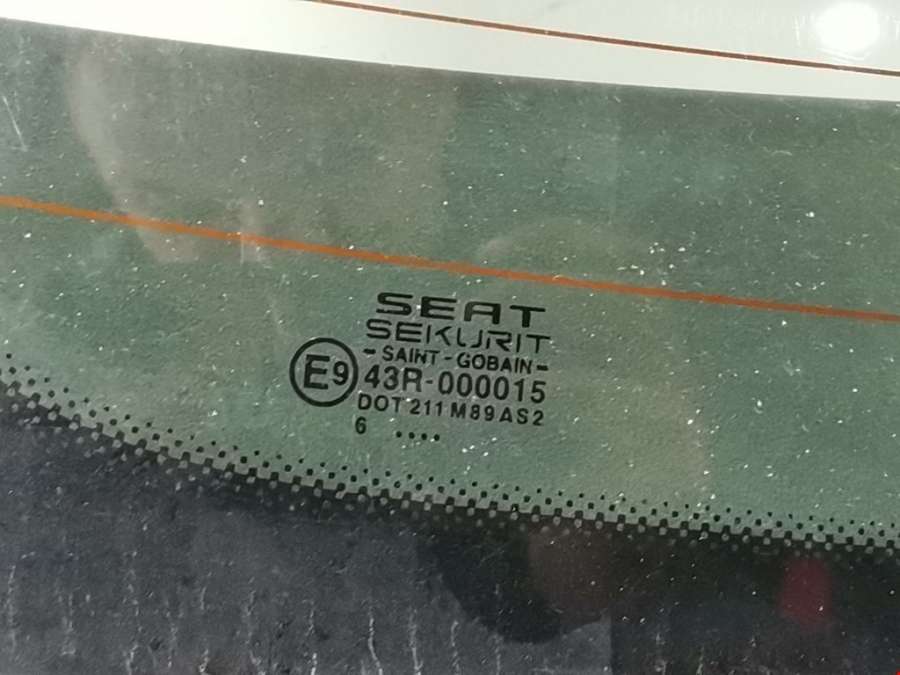 SEAT
SEKURIT
- SAINT-GOBAIN -
E9 43R-000015
DOT 211 M89 AS2
6 ....